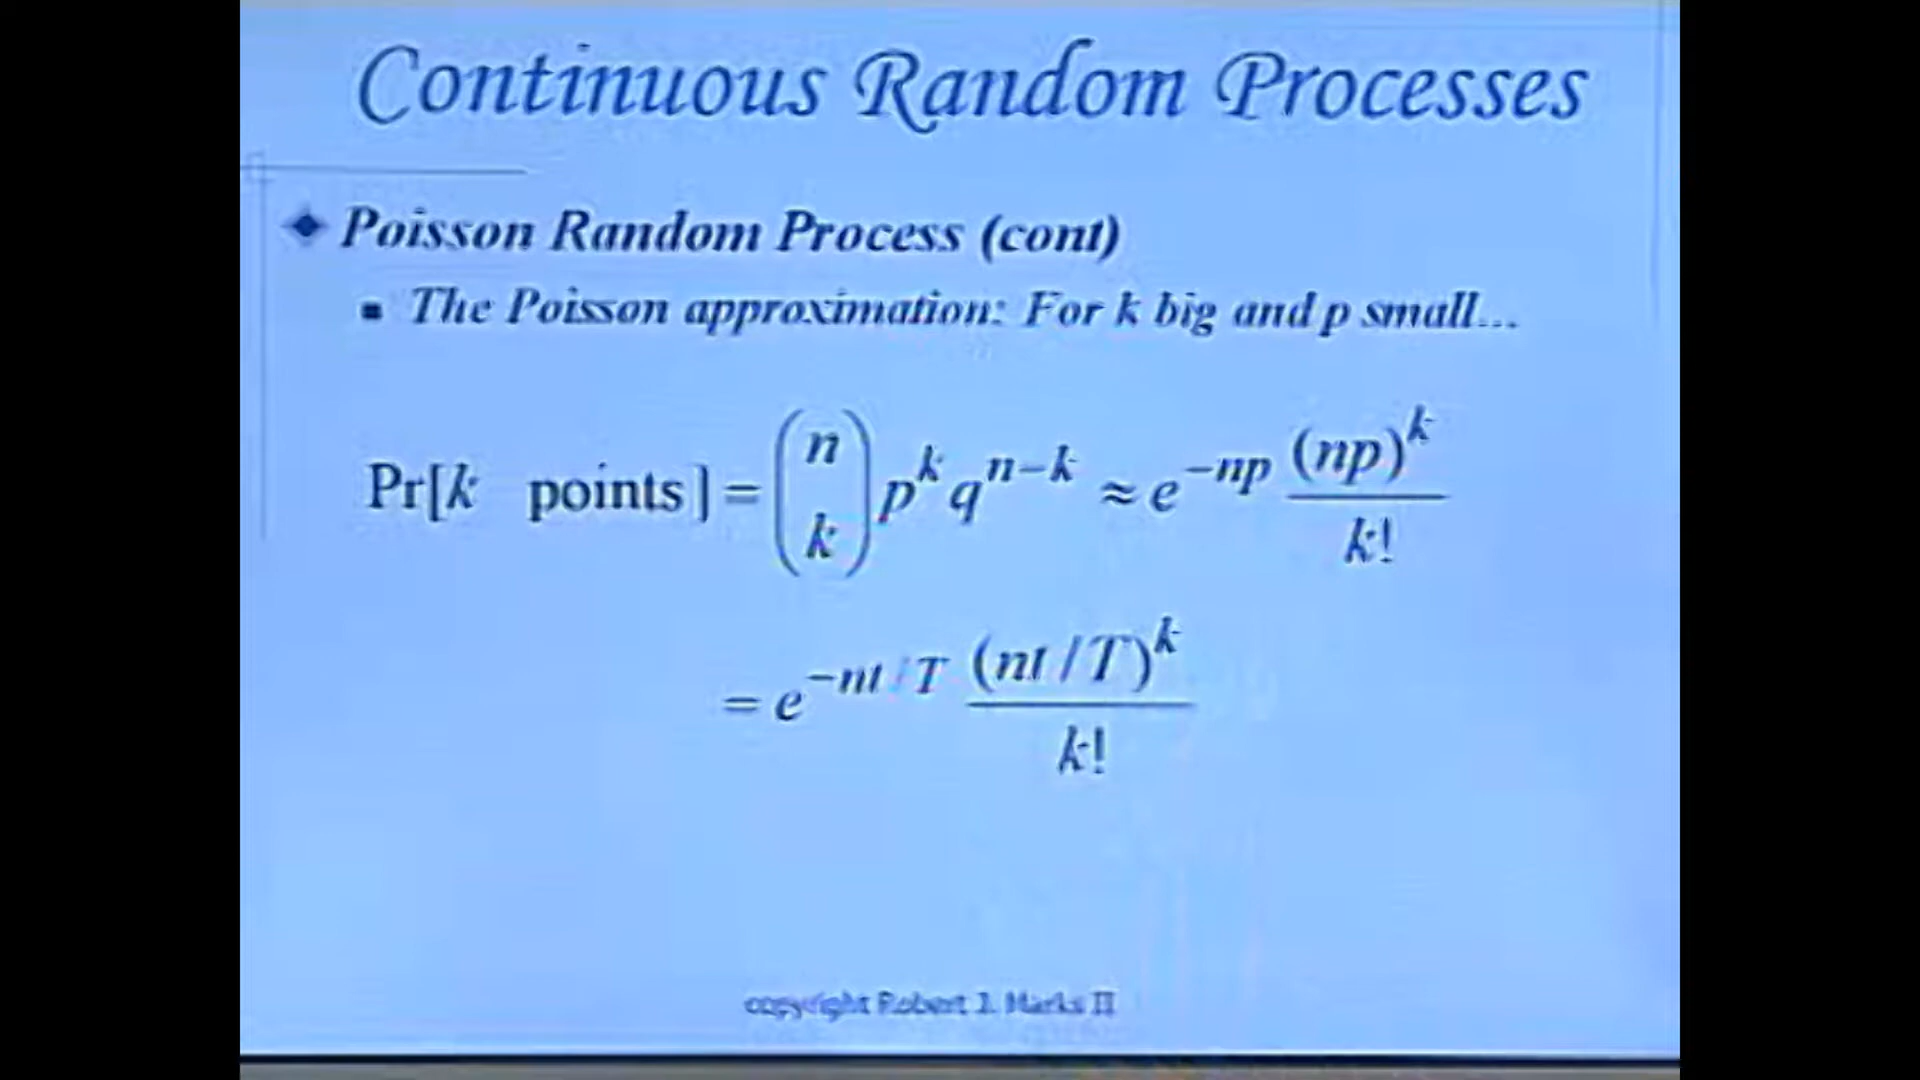 Continuous Random Processes
Poisson Random Process (cont)
The Poisson approximation: For k big and p small...
Pr[k points] = (n k) p^k q^{n-k} ≈ e^{-np} (np)^k / k!
= e^{-nt/T} (nt/T)^k / k!
copyright Robert J. Marks II